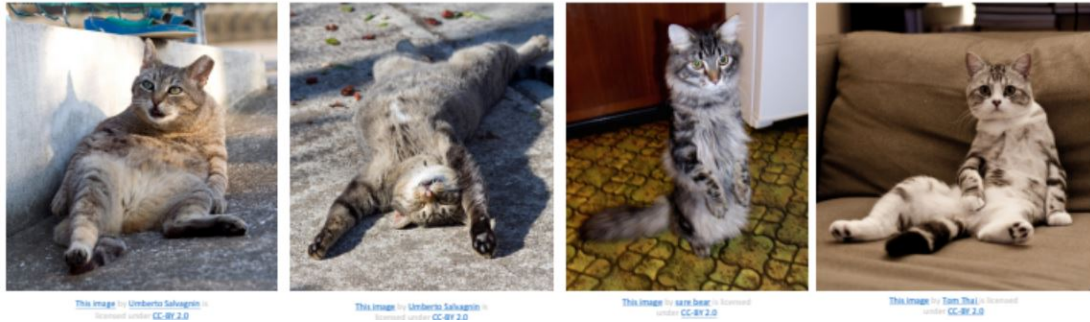 This image by Umberto Salvagnin is
licensed under CC-BY 2.0
This image by Umberto Salvagnin is
licensed under CC-BY 2.0
This image by sare bear is licensed
under CC-BY 2.0
This image by Tom Thai is licensed
under CC-BY 2.0